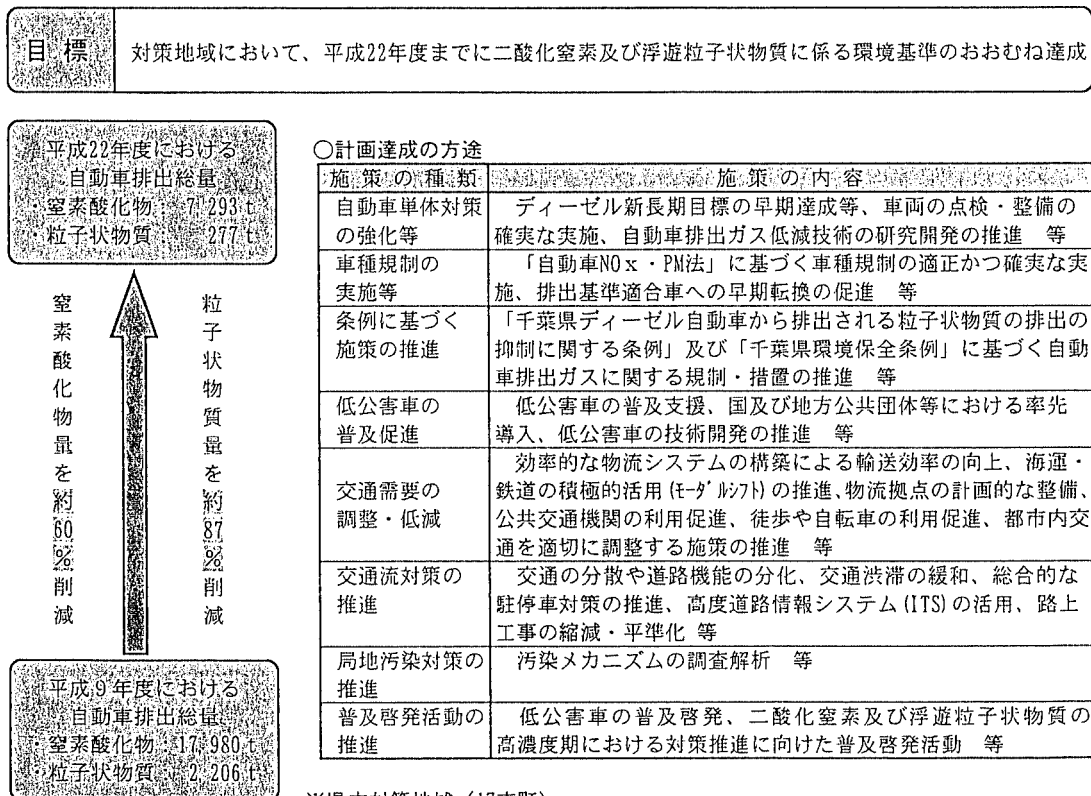 目標
対策地域において、平成22年度までに二酸化窒素及び浮遊粒子状物質に係る環境基準のおおむね達成
平成22年度における
自動車排出総量
・窒素酸化物： 7,293 t
・粒子状物質： 277 t
窒素酸化物量を約60%削減
粒子状物質量を約87%削減
平成9年度における
自動車排出総量
・窒素酸化物：17,980 t
・粒子状物質： 2,206 t
○計画達成の方途
施策の種類 施策の内容
自動車単体対策
の強化等
ディーゼル新長期目標の早期達成等、車両の点検・整備の
確実な実施、自動車排出ガス低減技術の研究開発の推進 等
車種規制の
実施等
「自動車NOx・PM法」に基づく車種規制の適正かつ確実な実
施、排出基準適合車への早期転換の促進 等
条例に基づく
施策の推進
「千葉県ディーゼル自動車から排出される粒子状物質の排出の
抑制に関する条例」及び「千葉県環境保全条例」に基づく自動
車排出ガスに関する規制・措置の推進 等
低公害車の
普及促進
低公害車の普及支援、国及び地方公共団体等における率先
導入、低公害車の技術開発の推進 等
交通需要の
調整・低減
効率的な物流システムの構築による輸送効率の向上、海運・
鉄道の積極的活用(ﾓｰﾀﾞﾙｼﾌﾄ)の推進、物流拠点の計画的な整備、
公共交通機関の利用促進、徒歩や自転車の利用促進、都市内交
通を適切に調整する施策の推進 等
交通流対策の
推進
交通の分散や道路機能の分化、交通渋滞の緩和、総合的な
駐停車対策の推進、高度道路情報システム(ITS)の活用、路上
工事の縮減・平準化 等
局地汚染対策の
推進
汚染メカニズムの調査解析 等
普及啓発活動の
推進
低公害車の普及啓発、二酸化窒素及び浮遊粒子状物質の
高濃度期における対策推進に向けた普及啓発活動 等